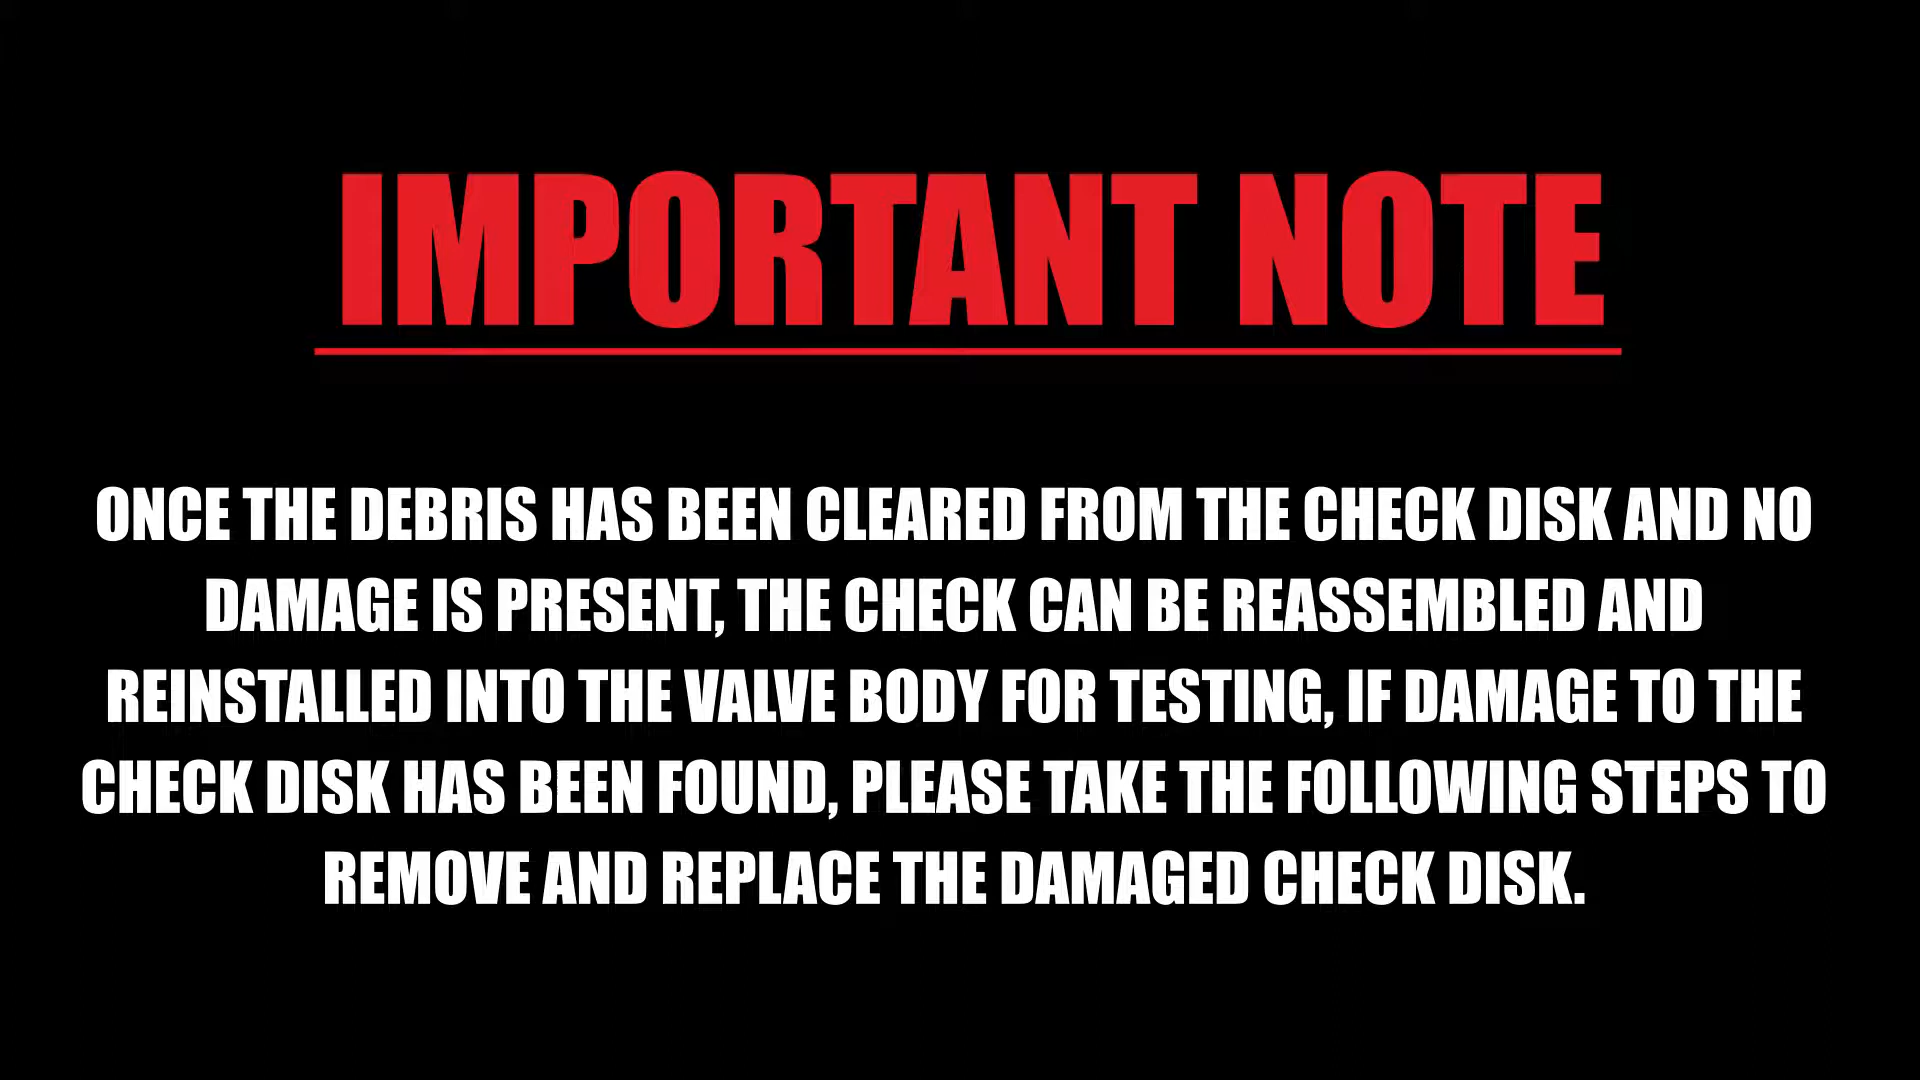 IMPORTANT NOTE
ONCE THE DEBRIS HAS BEEN CLEARED FROM THE CHECK DISK AND NO
DAMAGE IS PRESENT, THE CHECK CAN BE REASSEMBLED AND
REINSTALLED INTO THE VALVE BODY FOR TESTING, IF DAMAGE TO THE
CHECK DISK HAS BEEN FOUND, PLEASE TAKE THE FOLLOWING STEPS TO
REMOVE AND REPLACE THE DAMAGED CHECK DISK.